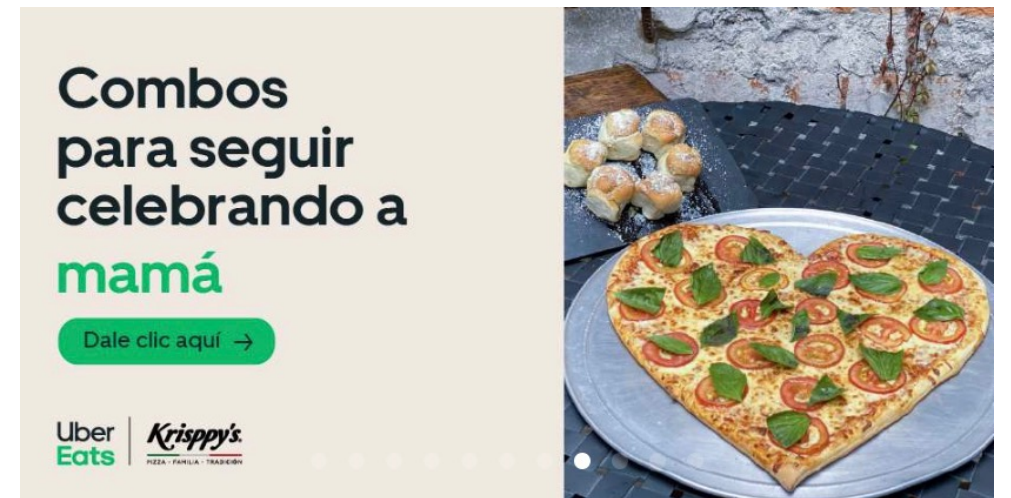 Combos
para seguir
celebrando a
mamá
Dale clic aquí →
Uber
Eats
Krisppy's.
PIZZA • FAMILIA • TRADICIÓN